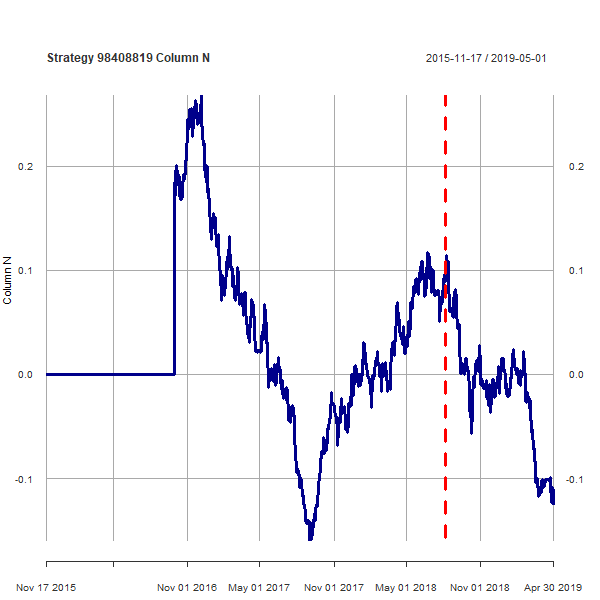 Strategy 98408819 Column N
2015-11-17 / 2019-05-01
Column N
0.2
0.2
0.1
0.1
0.0
0.0
-0.1
-0.1
Nov 17 2015
Nov 01 2016
May 01 2017
Nov 01 2017
May 01 2018
Nov 01 2018
Apr 30 2019